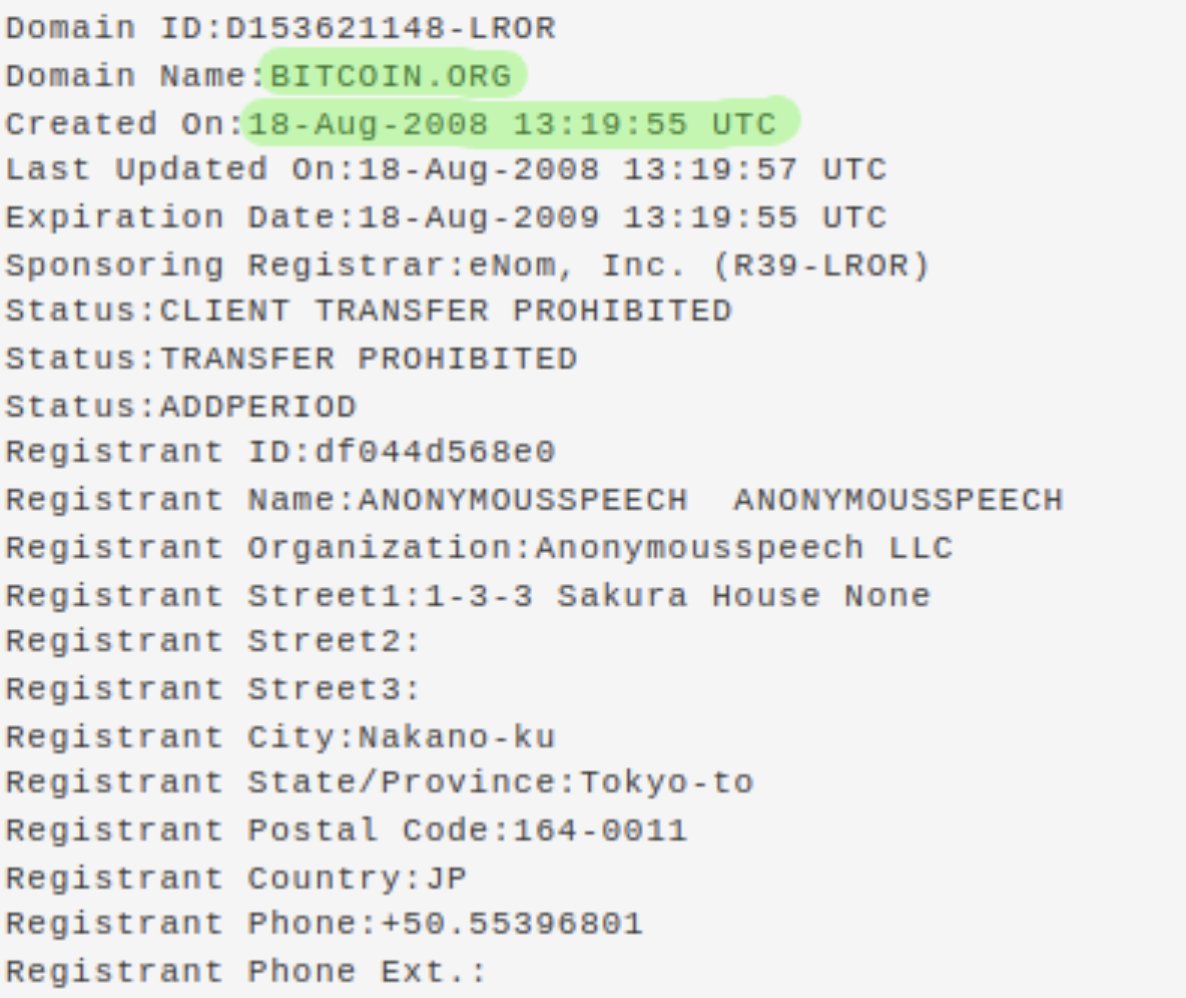 Domain ID:D153621148-LROR
Domain Name:BITCOIN.ORG
Created On:18-Aug-2008 13:19:55 UTC
Last Updated On:18-Aug-2008 13:19:57 UTC
Expiration Date:18-Aug-2009 13:19:55 UTC
Sponsoring Registrar:eNom, Inc. (R39-LROR)
Status:CLIENT TRANSFER PROHIBITED
Status:TRANSFER PROHIBITED
Status:ADDPERIOD
Registrant ID:df044d568e0
Registrant Name:ANONYMOUSSPEECH  ANONYMOUSSPEECH
Registrant Organization:Anonymousspeech LLC
Registrant Street1:1-3-3 Sakura House None
Registrant Street2:
Registrant Street3:
Registrant City:Nakano-ku
Registrant State/Province:Tokyo-to
Registrant Postal Code:164-0011
Registrant Country:JP
Registrant Phone:+50.55396801
Registrant Phone Ext.: